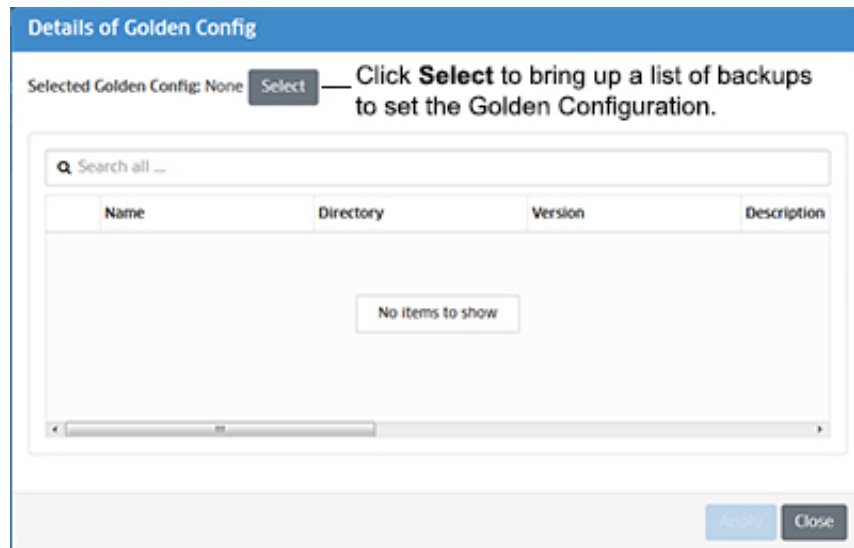 Details of Golden Config
Selected Golden Config: None Select
Click Select to bring up a list of backups
to set the Golden Configuration.
Search all ...
Name Directory Version Description
No items to show
Apply Close